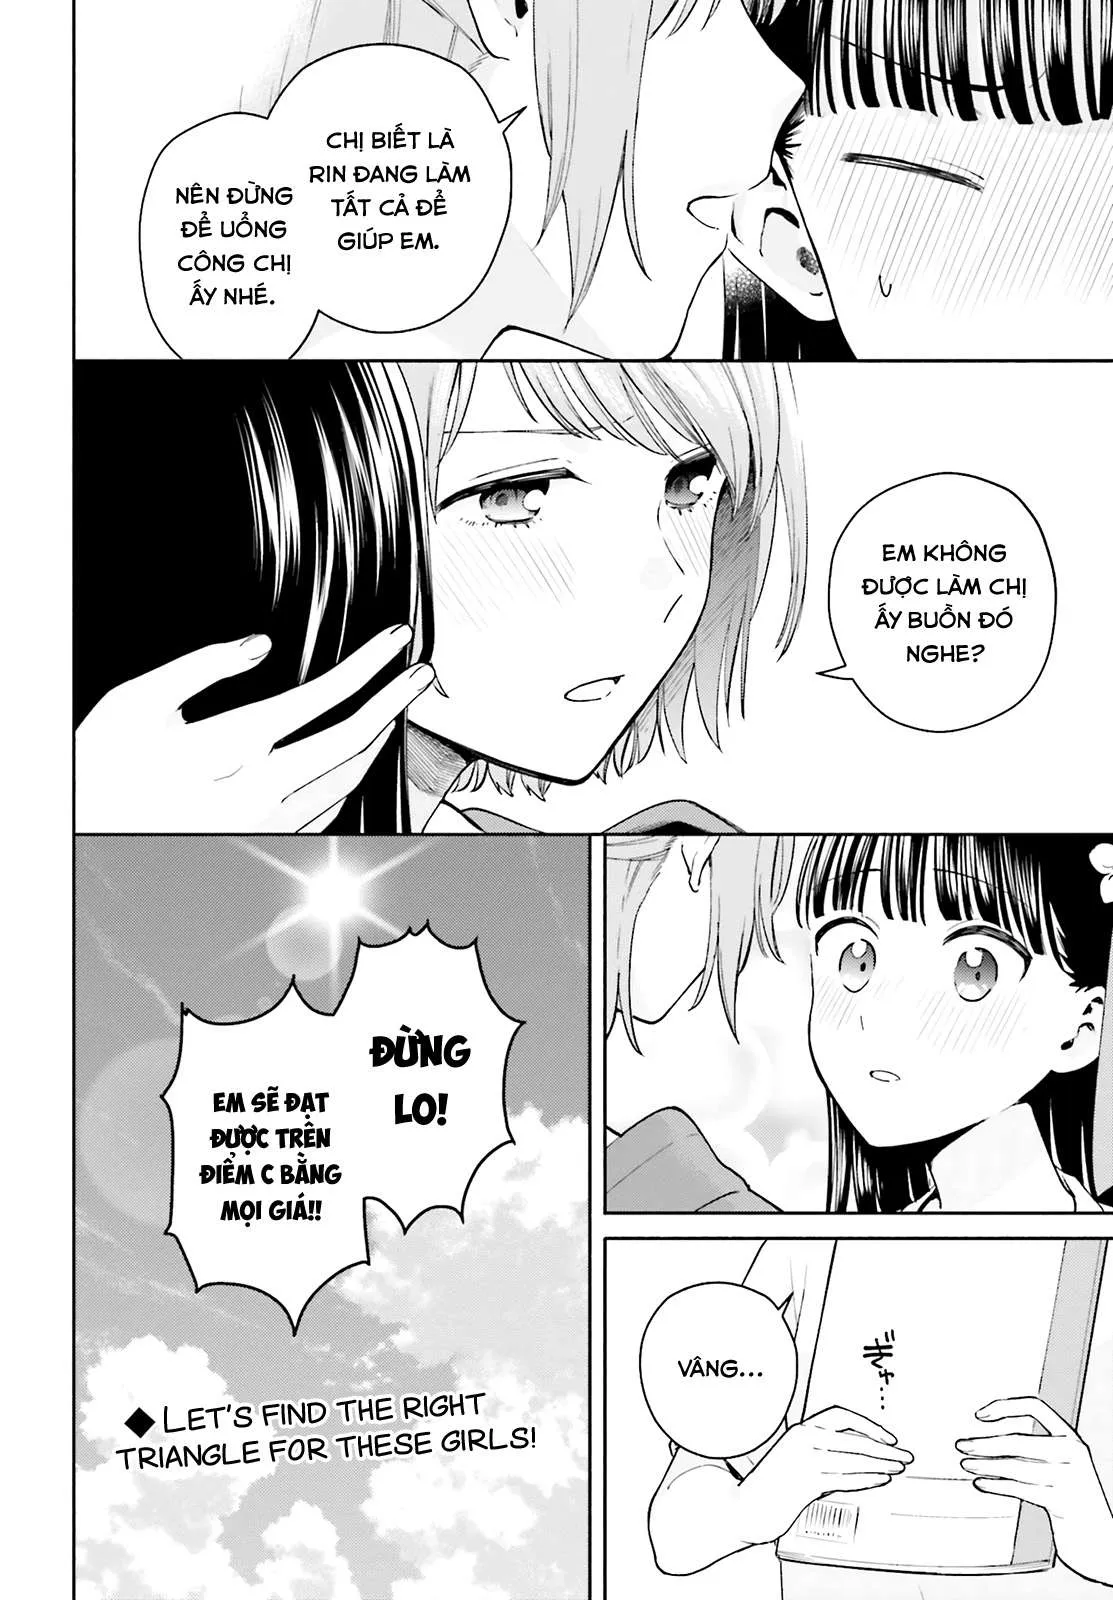 CHỊ BIẾT LÀ
RIN ĐANG LÀM
TẤT CẢ ĐỂ
GIÚP EM.
NÊN ĐỪNG
ĐỂ UỔNG
CÔNG CHỊ
ẤY NHÉ.
EM KHÔNG
ĐƯỢC LÀM CHỊ
ẤY BUỒN ĐÓ
NGHE?
ĐỪNG
LO!
EM SẼ ĐẠT
ĐƯỢC TRÊN
ĐIỂM C BẰNG
MỌI GIÁ!!
◆ LET'S FIND THE RIGHT
TRIANGLE FOR THESE GIRLS!
VÂNG...
ぎゅ…